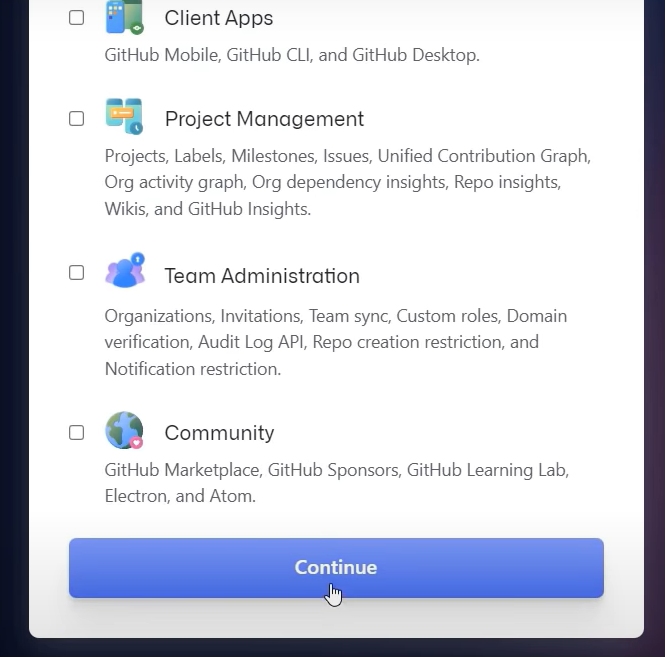 Client Apps
GitHub Mobile, GitHub CLI, and GitHub Desktop.
Project Management
Projects, Labels, Milestones, Issues, Unified Contribution Graph,
Org activity graph, Org dependency insights, Repo insights,
Wikis, and GitHub Insights.
Team Administration
Organizations, Invitations, Team sync, Custom roles, Domain
verification, Audit Log API, Repo creation restriction, and
Notification restriction.
Community
GitHub Marketplace, GitHub Sponsors, GitHub Learning Lab,
Electron, and Atom.
Continue